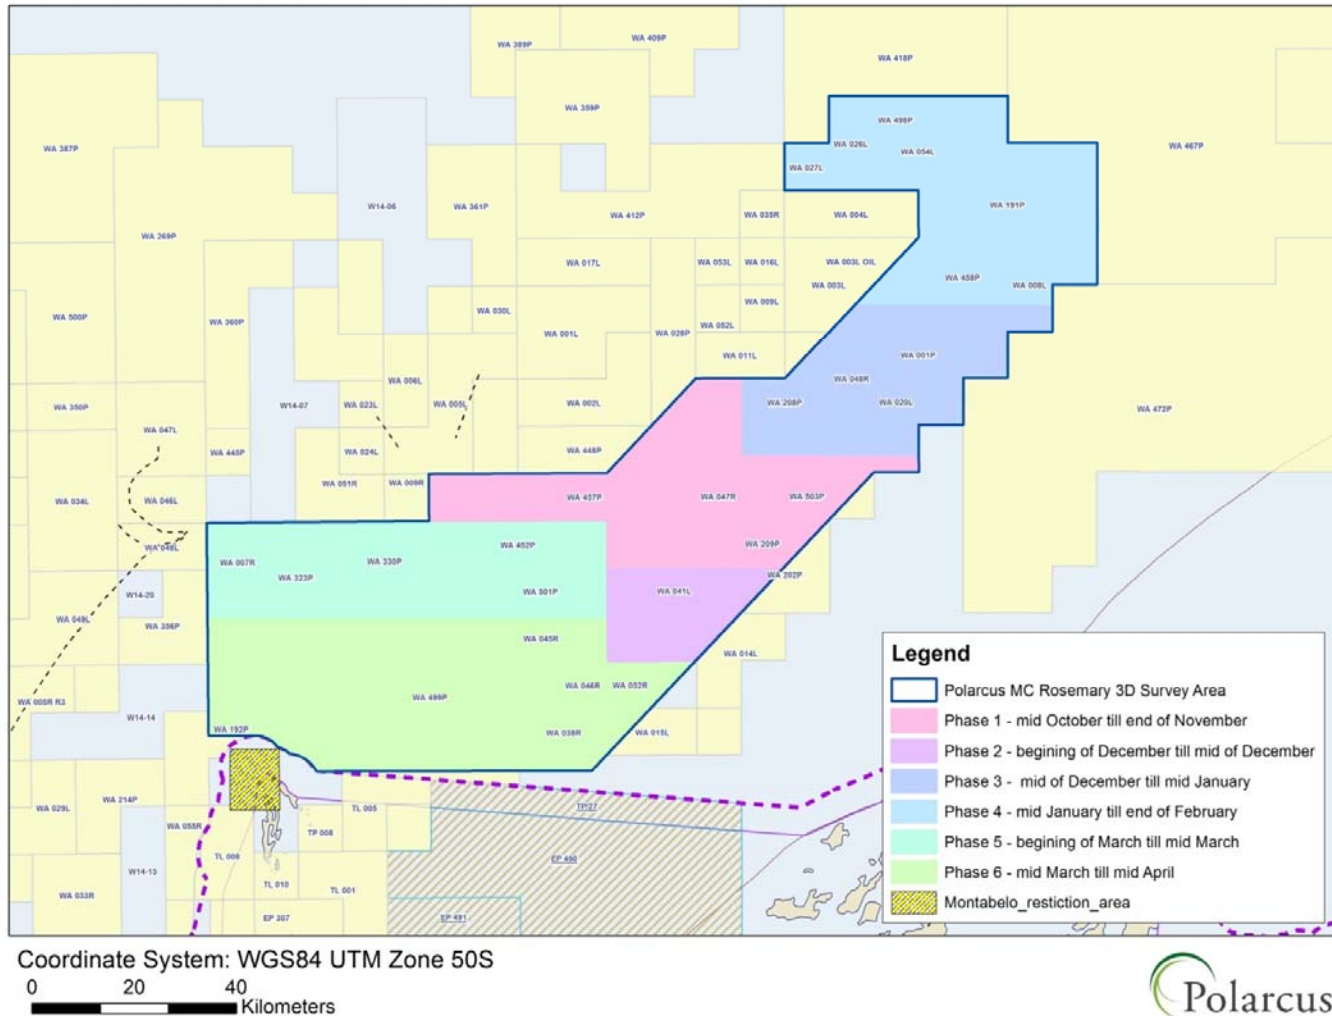 WA 389P
WA 409P
WA 418P
WA 359P
WA 387P
WA 498P
WA 026L
WA 054L
WA 467P
WA 027L
W14-06
WA 361P
WA 412P
WA 035R
WA 004L
WA 191P
WA 369P
WA 017L
WA 053L
WA 016L
WA 003L OIL
WA 458P
WA 003L
WA 008L
WA 500P
WA 360P
WA 030L
WA 009L
WA 001L
WA 028P
WA 052L
WA 011L
WA 001P
WA 006L
WA 048R
WA 350P
W14-07
WA 023L
WA 005L
WA 002L
WA 208P
WA 020L
WA 472P
WA 047L
WA 445P
WA 024L
WA 448P
WA 034L
WA 046L
WA 051R
WA 009R
WA 457P
WA 047R
WA 503P
WA 048L
WA 007R
WA 330P
WA 452P
WA 209P
WA 323P
WA 202P
W14-20
WA 501P
WA 041L
WA 049L
WA 356P
WA 045R
WA 014L
WA 005R R3
WA 499P
WA 046R
WA 052R
W14-14
WA 192P
WA 038R
WA 015L
WA 029L
WA 214P
WA 055R
TL 005
TP/27
TP 008
TL 008
EP 490
W14-13
WA 033R
TL 010
TL 001
EP 307
EP 491
Legend
Polarcus MC Rosemary 3D Survey Area
Phase 1 - mid October till end of November
Phase 2 - begining of December till mid of December
Phase 3 - mid of December till mid January
Phase 4 - mid January till end of February
Phase 5 - begining of March till mid March
Phase 6 - mid March till mid April
Montabelo_restiction_area
Coordinate System: WGS84 UTM Zone 50S
0 20 40
Kilometers
Polarcus